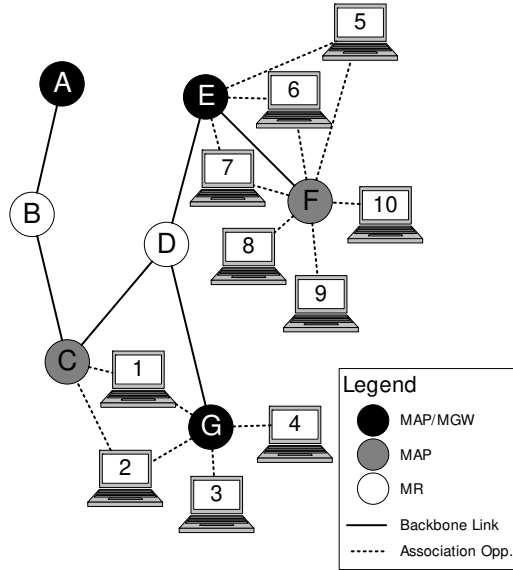 5
A
E
6
7
B
F
10
D
8
9
C
1
Legend
G
4
MAP/MGW
2
3
MAP
MR
Backbone Link
Association Opp.